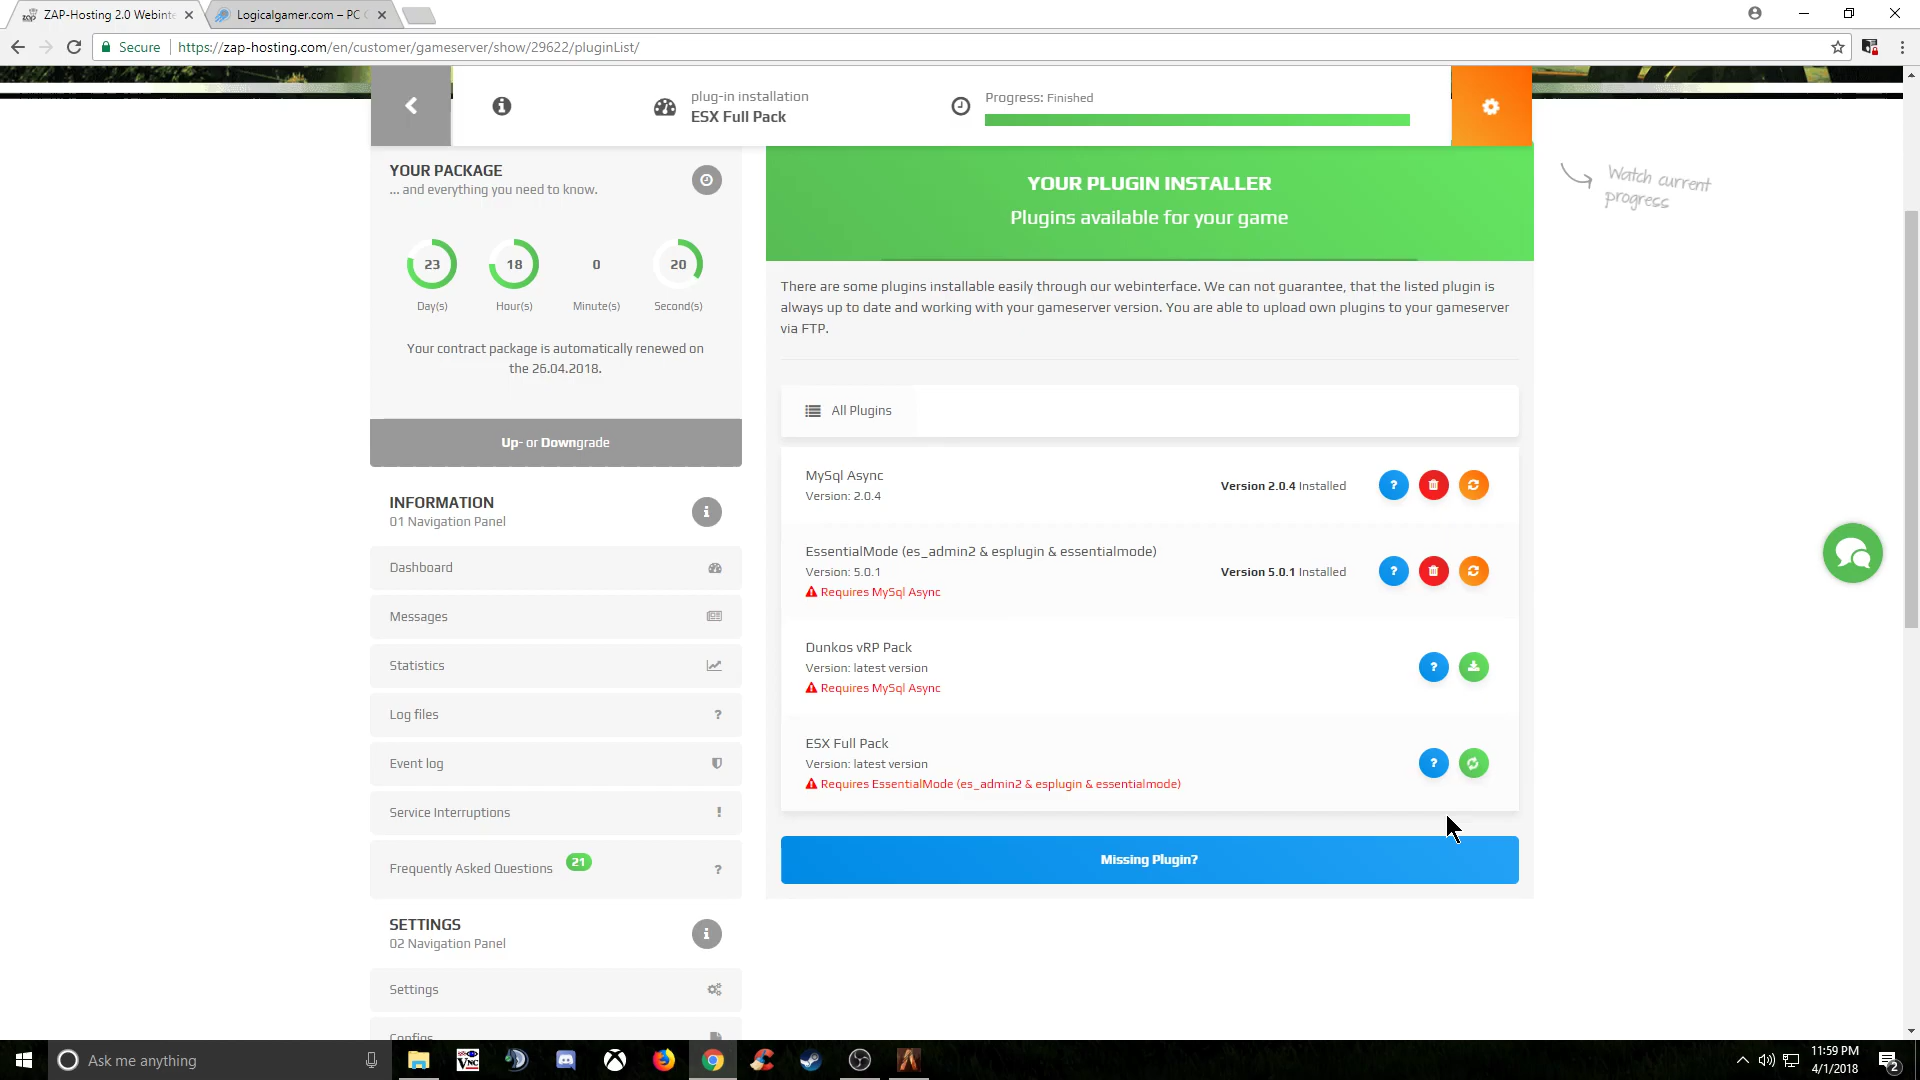 ZAP-Hosting 2.0 Webinte
Logicalgamer.com – PC G
Secure
https://zap-hosting.com/en/customer/gameserver/show/29622/pluginList/
plug-in installation
ESX Full Pack
Progress: Finished
YOUR PACKAGE
... and everything you need to know.
23
18
0
20
Day(s)
Hour(s)
Minute(s)
Second(s)
Your contract package is automatically renewed on
the 26.04.2018.
Up- or Downgrade
INFORMATION
01 Navigation Panel
Dashboard
Messages
Statistics
Log files
?
Event log
Service Interruptions
!
Frequently Asked Questions
21
?
SETTINGS
02 Navigation Panel
Settings
Configs
YOUR PLUGIN INSTALLER
Plugins available for your game
There are some plugins installable easily through our webinterface. We can not guarantee, that the listed plugin is
always up to date and working with your gameserver version. You are able to upload own plugins to your gameserver
via FTP.
All Plugins
MySql Async
Version: 2.0.4
Version 2.0.4 Installed
?
EssentialMode (es_admin2 & esplugin & essentialmode)
Version: 5.0.1
Requires MySql Async
Version 5.0.1 Installed
?
Dunkos vRP Pack
Version: latest version
Requires MySql Async
?
ESX Full Pack
Version: latest version
Requires EssentialMode (es_admin2 & esplugin & essentialmode)
?
Missing Plugin?
Watch current
progress
Ask me anything
11:59 PM
4/1/2018
2